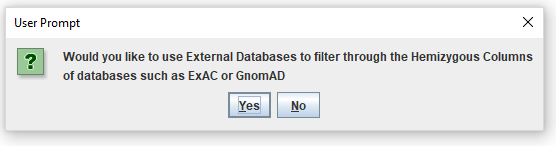 User Prompt
Would you like to use External Databases to filter through the Hemizygous Columns
of databases such as ExAC or GnomAD
Yes No